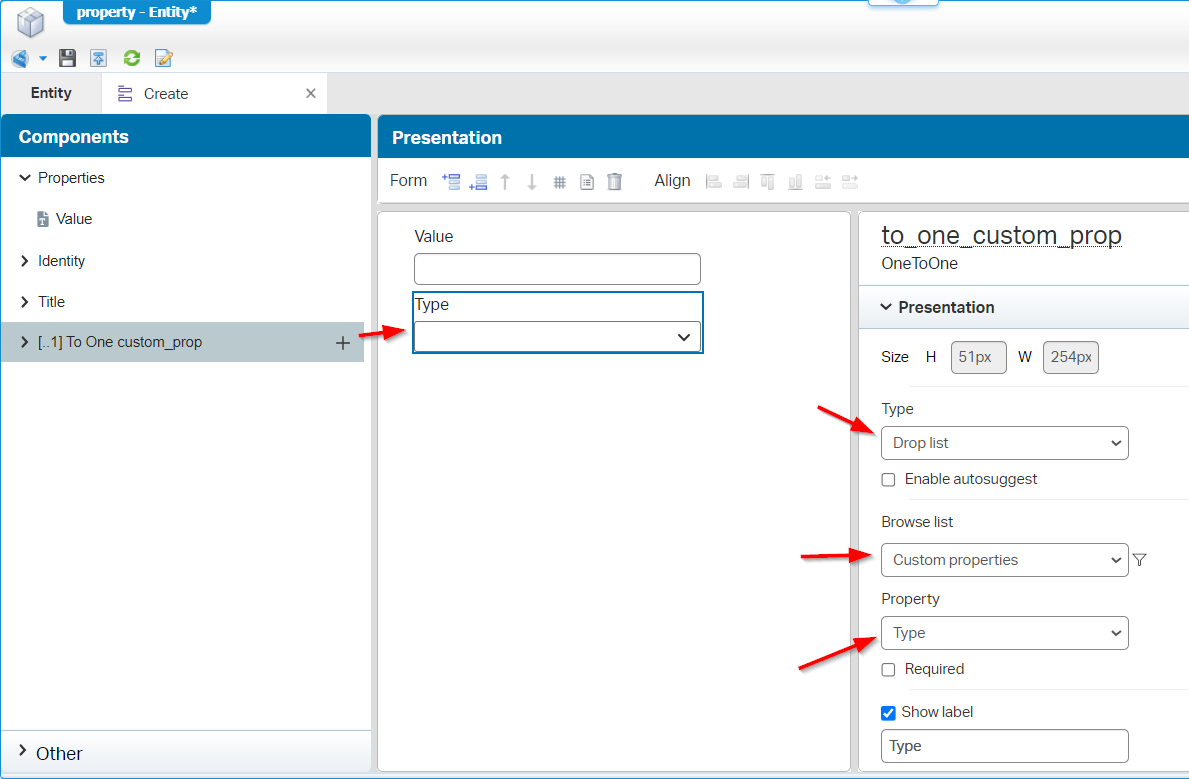 property - Entity*
Entity
Create
Components
Properties
Value
Identity
Title
[..1] To One custom_prop
Other
Presentation
Form
Align
Value
Type
to_one_custom_prop
OneToOne
Presentation
Size H 51px W 254px
Type
Drop list
Enable autosuggest
Browse list
Custom properties
Property
Type
Required
Show label
Type